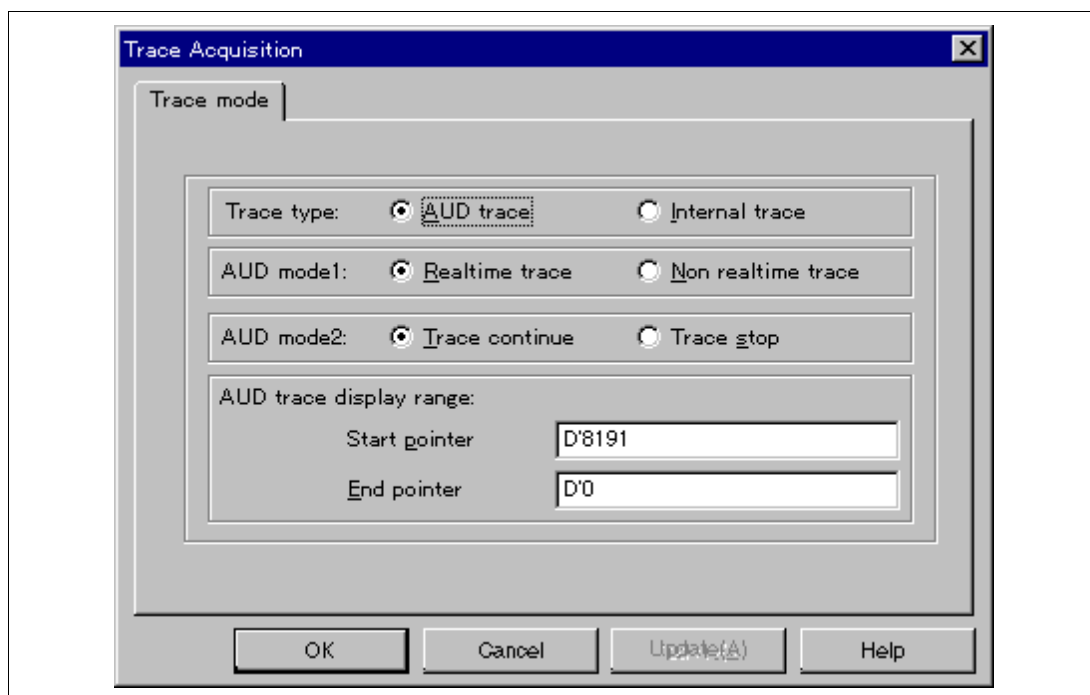 Trace Acquisition
Trace mode
Trace type: AUD trace Internal trace
AUD mode1: Realtime trace Non realtime trace
AUD mode2: Trace continue Trace stop
AUD trace display range:
Start pointer D'8191
End pointer D'0
OK Cancel Update(A) Help